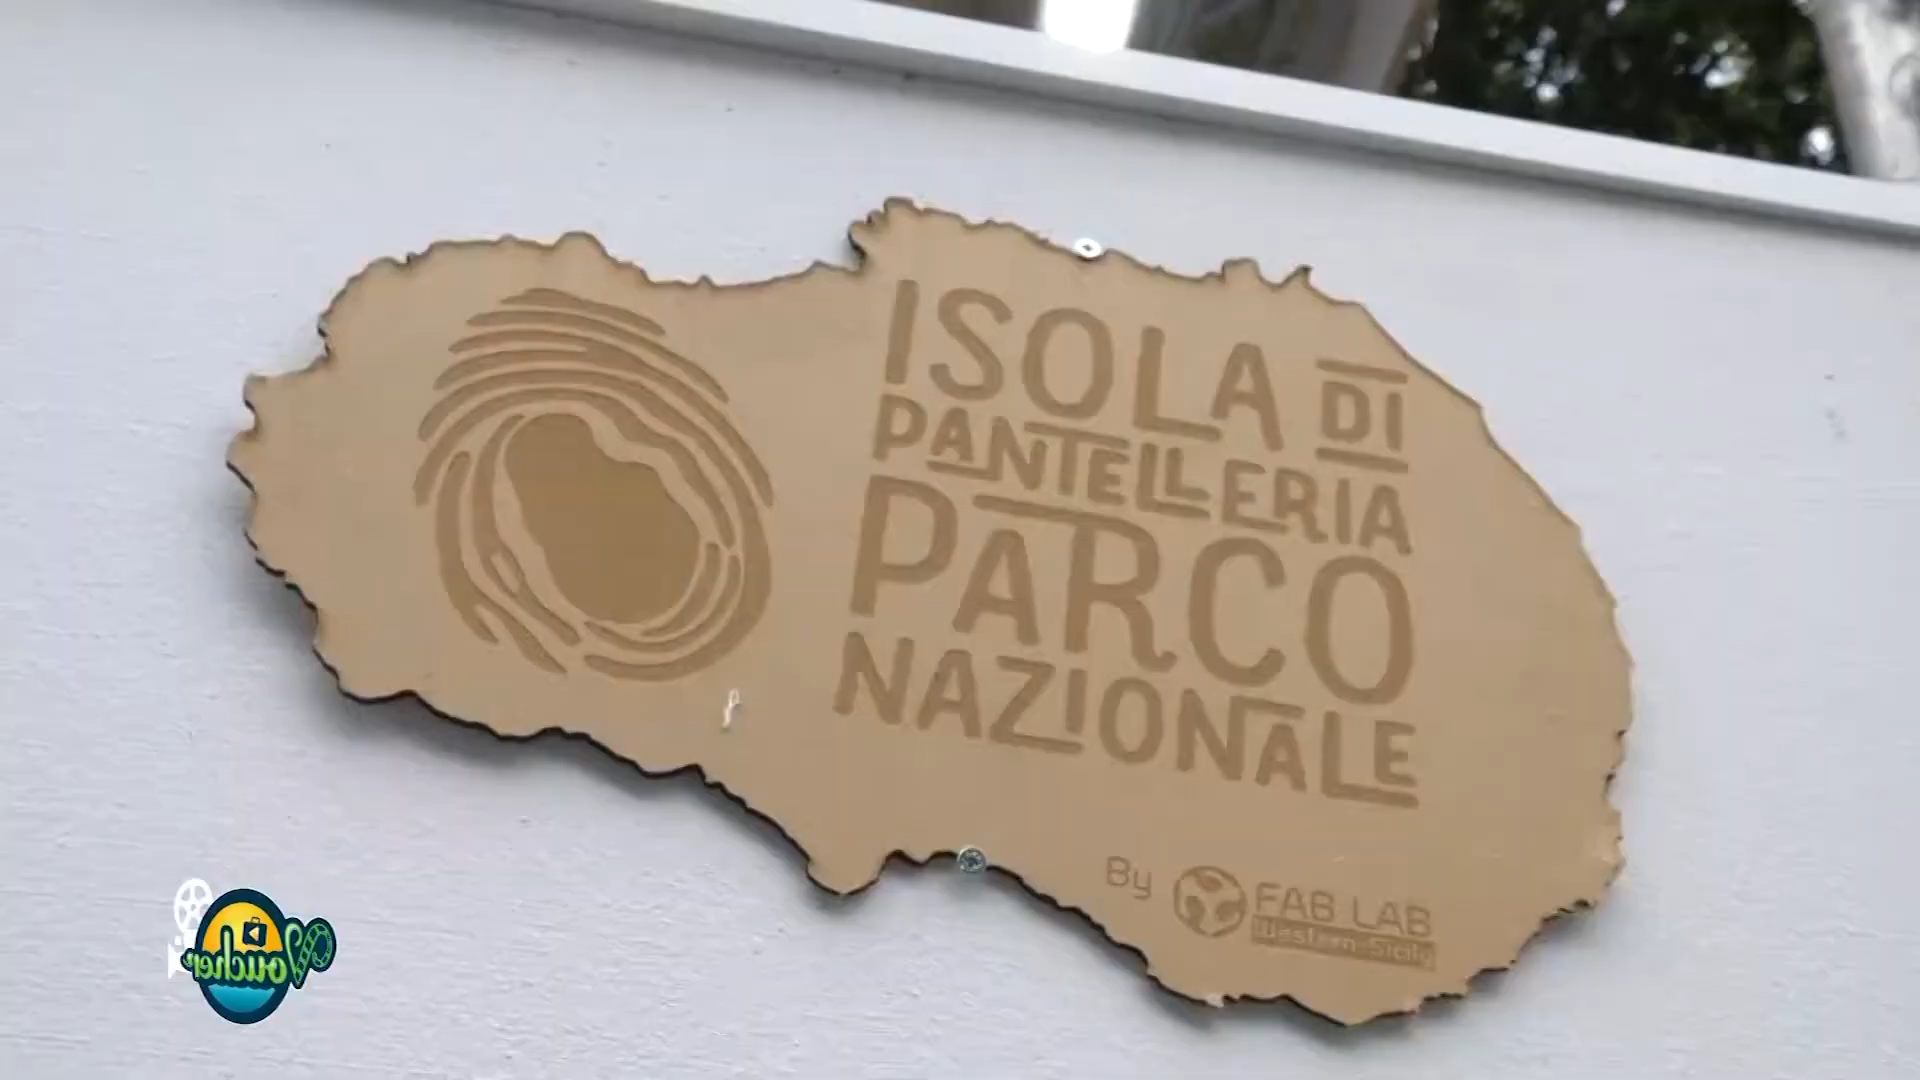 ISOLA DI
PANTELLERIA
PARCO
NAZIONALE
By FAB LAB
Western Sicily
Voucher